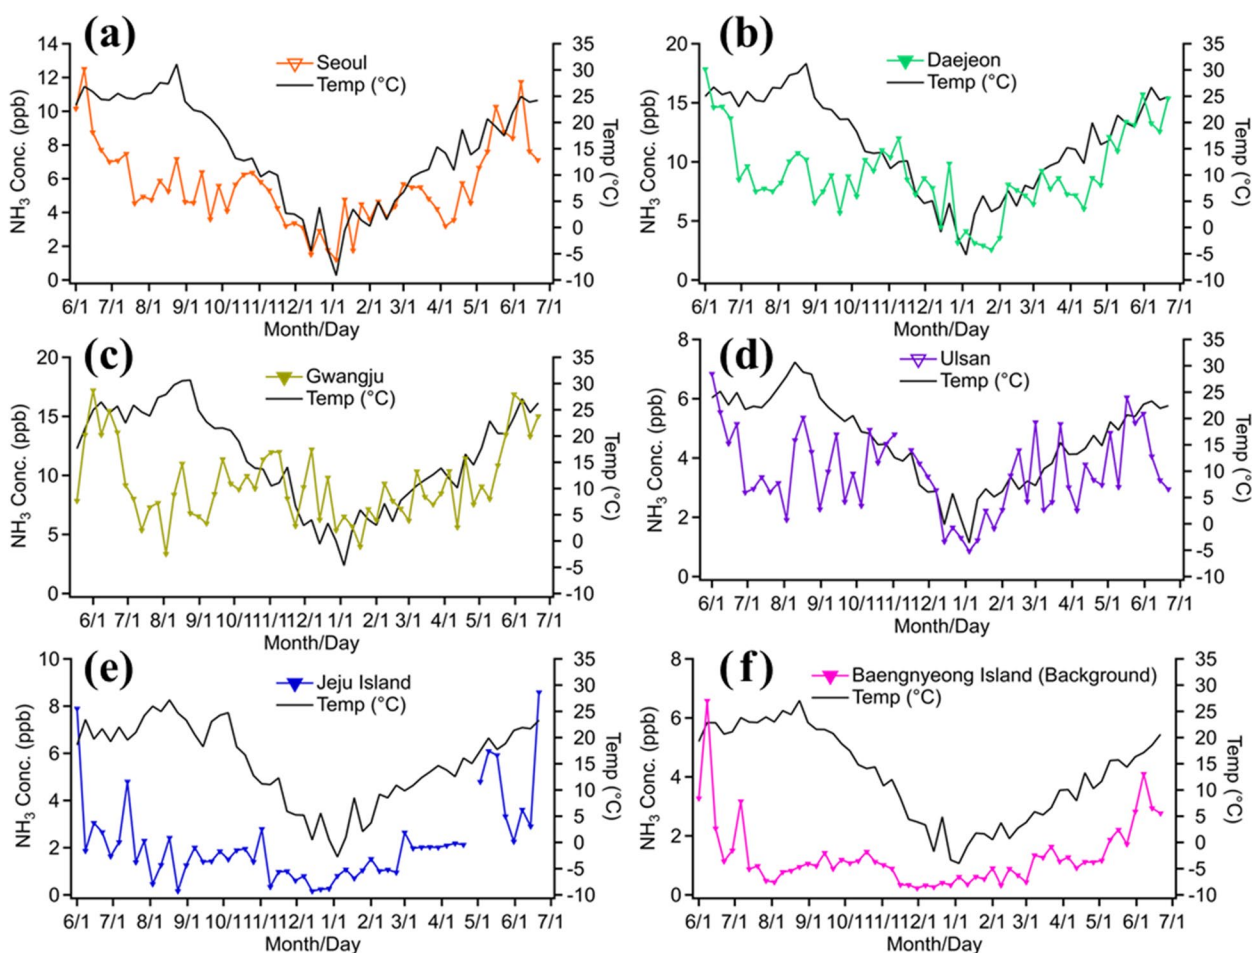 (a)
Seoul
Temp (°C)
NH3 Conc. (ppb)
14
12
10
8
6
4
2
0
35
30
25
20
15
10
5
0
-5
-10
Temp (°C)
6/1 7/1 8/1 9/1 10/1 11/1 12/1 1/1 2/1 3/1 4/1 5/1 6/1 7/1
Month/Day
(b)
Daejeon
Temp (°C)
NH3 Conc. (ppb)
20
15
10
5
0
35
30
25
20
15
10
5
0
-5
-10
Temp (°C)
6/1 7/1 8/1 9/1 10/1 11/1 12/1 1/1 2/1 3/1 4/1 5/1 6/1 7/1
Month/Day
(c)
Gwangju
Temp (°C)
NH3 Conc. (ppb)
20
15
10
5
0
35
30
25
20
15
10
5
0
-5
-10
Temp (°C)
6/1 7/1 8/1 9/1 10/1 11/1 12/1 1/1 2/1 3/1 4/1 5/1 6/1 7/1
Month/Day
(d)
Ulsan
Temp (°C)
NH3 Conc. (ppb)
8
6
4
2
0
35
30
25
20
15
10
5
0
-5
-10
Temp (°C)
6/1 7/1 8/1 9/1 10/1 11/1 12/1 1/1 2/1 3/1 4/1 5/1 6/1 7/1
Month/Day
(e)
Jeju Island
Temp (°C)
NH3 Conc. (ppb)
10
8
6
4
2
0
35
30
25
20
15
10
5
0
-5
-10
Temp (°C)
6/1 7/1 8/1 9/1 10/1 11/1 12/1 1/1 2/1 3/1 4/1 5/1 6/1 7/1
Month/Day
(f)
Baengnyeong Island (Background)
Temp (°C)
NH3 Conc. (ppb)
8
6
4
2
0
35
30
25
20
15
10
5
0
-5
-10
Temp (°C)
6/1 7/1 8/1 9/1 10/1 11/1 12/1 1/1 2/1 3/1 4/1 5/1 6/1 7/1
Month/Day